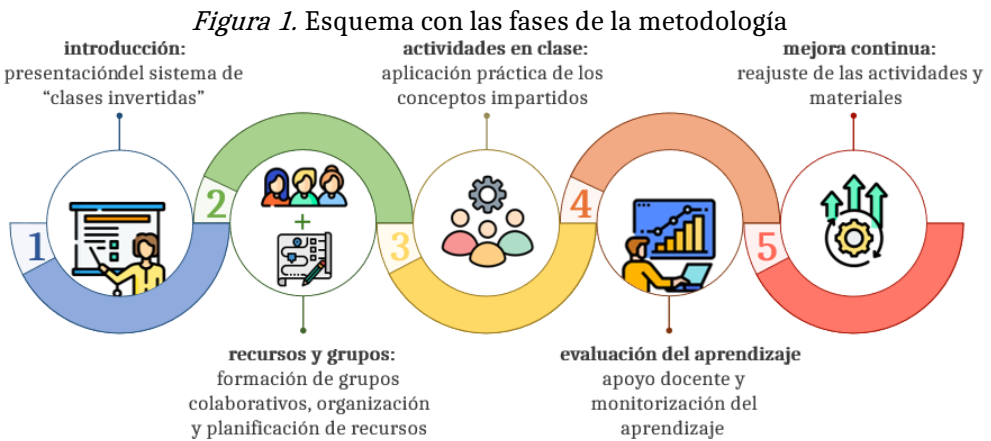 Figura 1. Esquema con las fases de la metodología
introducción:
presentacióndel sistema de
“clases invertidas”
actividades en clase:
aplicación práctica de los
conceptos impartidos
mejora continua:
reajuste de las actividades y
materiales
1
2
3
4
5
recursos y grupos:
formación de grupos
colaborativos, organización
y planificación de recursos
evaluación del aprendizaje
apoyo docente y
monitorización del
aprendizaje